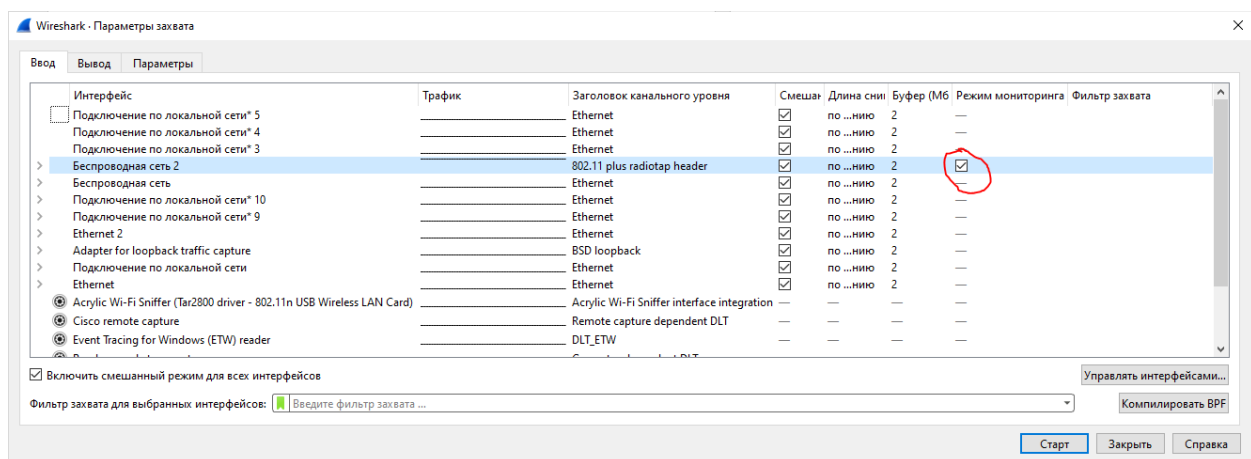 Wireshark · Параметры захвата
Ввод Вывод Параметры
Интерфейс Трафик Заголовок канального уровня Смешан Длина сни Буфер (Мб Режим мониторинга Фильтр захвата
Подключение по локальной сети* 5 Ethernet по ...нию 2 —
Подключение по локальной сети* 4 Ethernet по ...нию 2 —
Подключение по локальной сети* 3 Ethernet по ...нию 2 —
Беспроводная сеть 2 802.11 plus radiotap header по ...нию 2
Беспроводная сеть Ethernet по ...нию 2 —
Подключение по локальной сети* 10 Ethernet по ...нию 2 —
Подключение по локальной сети* 9 Ethernet по ...нию 2 —
Ethernet 2 Ethernet по ...нию 2 —
Adapter for loopback traffic capture BSD loopback по ...нию 2 —
Подключение по локальной сети Ethernet по ...нию 2 —
Ethernet Ethernet по ...нию 2 —
Acrylic Wi-Fi Sniffer (Tar2800 driver - 802.11n USB Wireless LAN Card) Acrylic Wi-Fi Sniffer interface integration — — — —
Cisco remote capture Remote capture dependent DLT — — — —
Event Tracing for Windows (ETW) reader DLT_ETW — — — —
Включить смешанный режим для всех интерфейсов Управлять интерфейсами...
Фильтр захвата для выбранных интерфейсов: Введите фильтр захвата ... Компилировать BPF
Старт Закрыть Справка